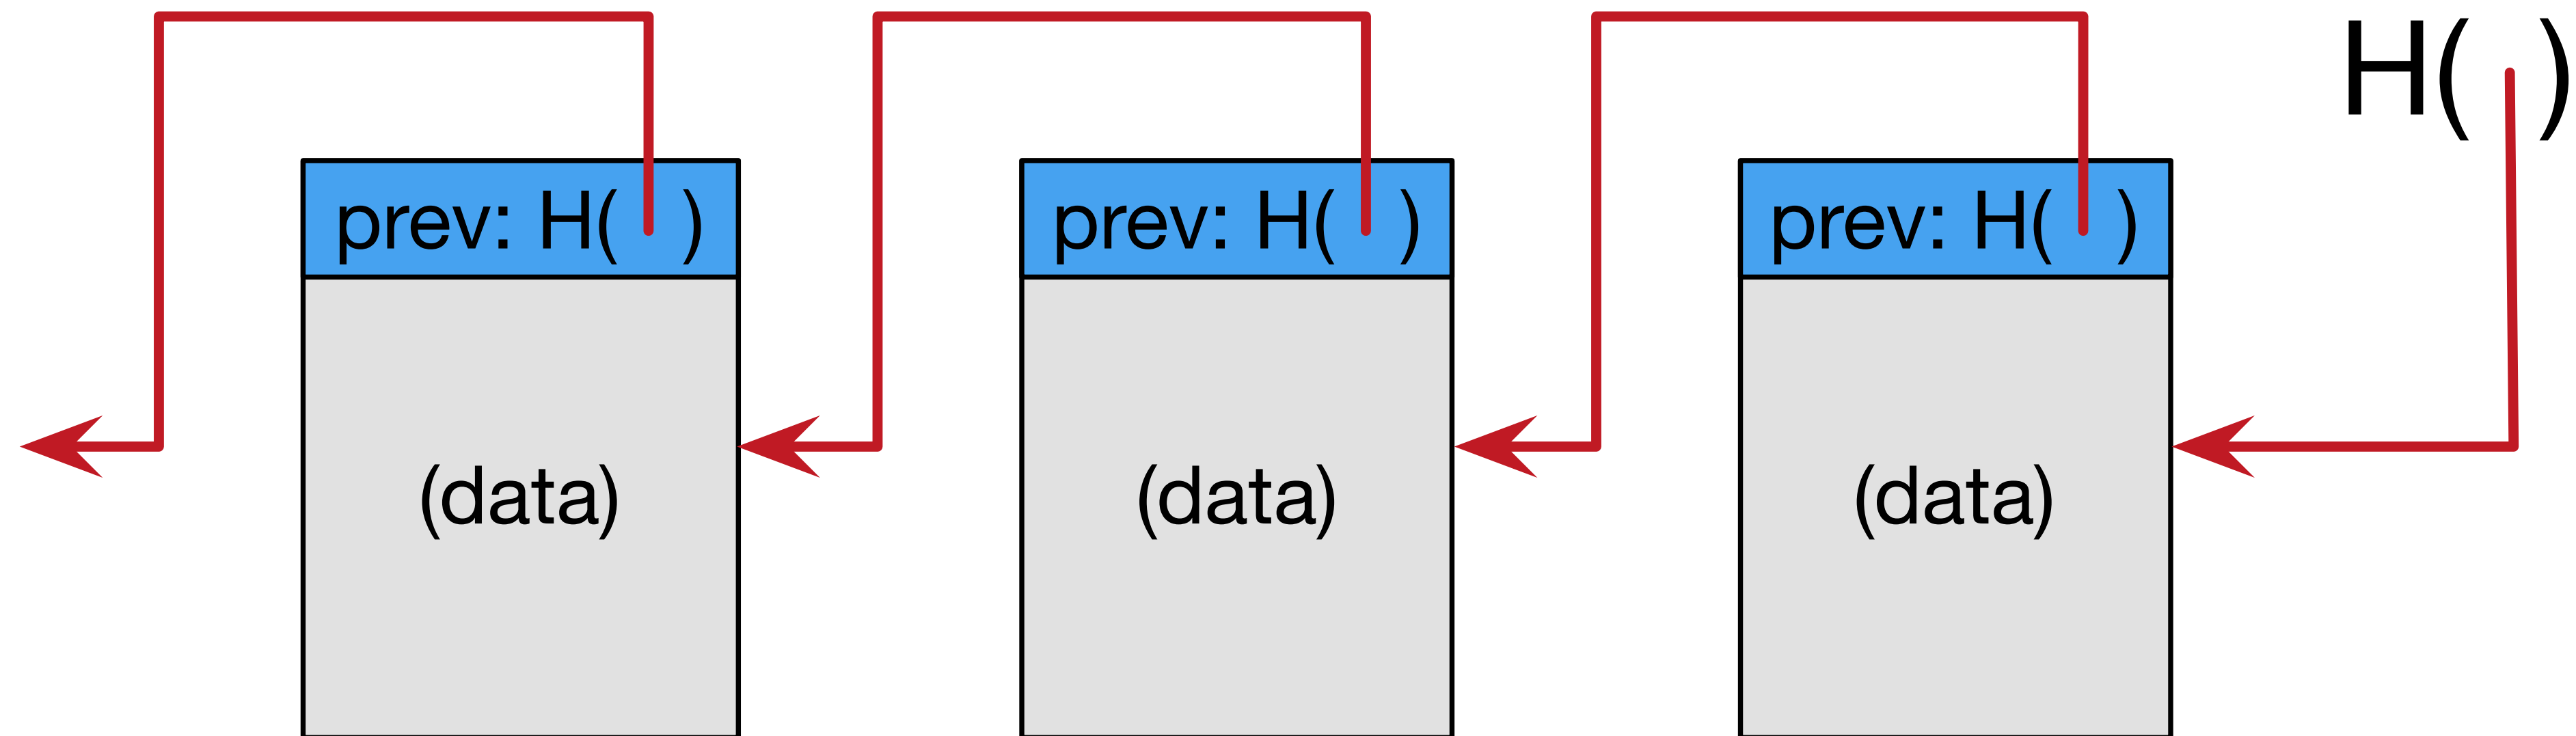 H( )
prev: H( )
prev: H( )
prev: H( )
(data)
(data)
(data)